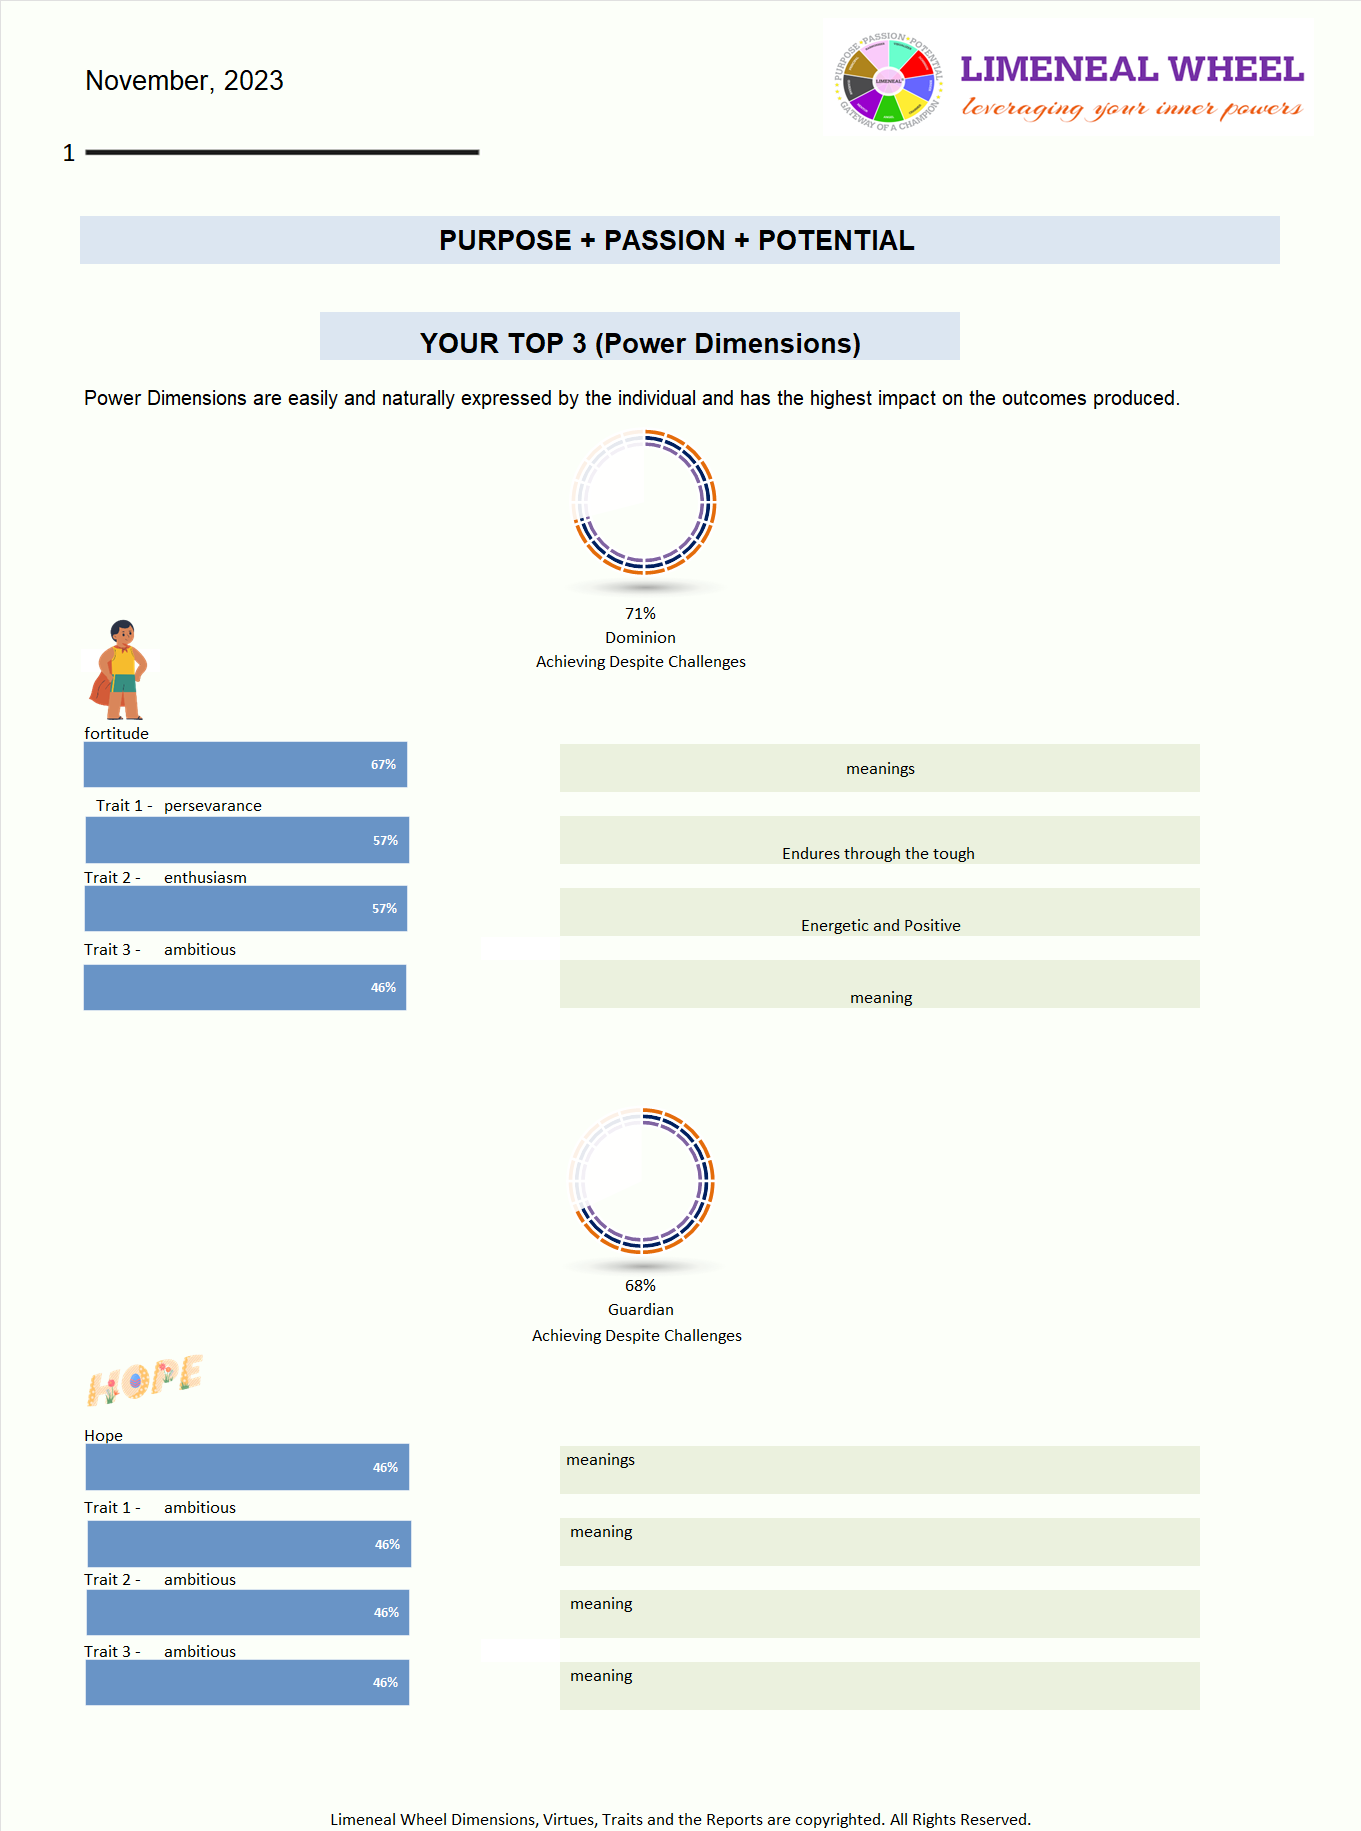 November, 2023
PURPOSE • PASSION • POTENTIAL
LIMENEAL
GATEWAY OF A CHAMPION
LIMENEAL WHEEL
leveraging your inner powers
1
PURPOSE + PASSION + POTENTIAL
YOUR TOP 3 (Power Dimensions)
Power Dimensions are easily and naturally expressed by the individual and has the highest impact on the outcomes produced.
71%
Dominion
Achieving Despite Challenges
fortitude
67%
meanings
Trait 1 - persevarance
57%
Endures through the tough
Trait 2 - enthusiasm
57%
Energetic and Positive
Trait 3 - ambitious
46%
meaning
68%
Guardian
Achieving Despite Challenges
HOPE
Hope
46%
meanings
Trait 1 - ambitious
46%
meaning
Trait 2 - ambitious
46%
meaning
Trait 3 - ambitious
46%
meaning
Limeneal Wheel Dimensions, Virtues, Traits and the Reports are copyrighted. All Rights Reserved.